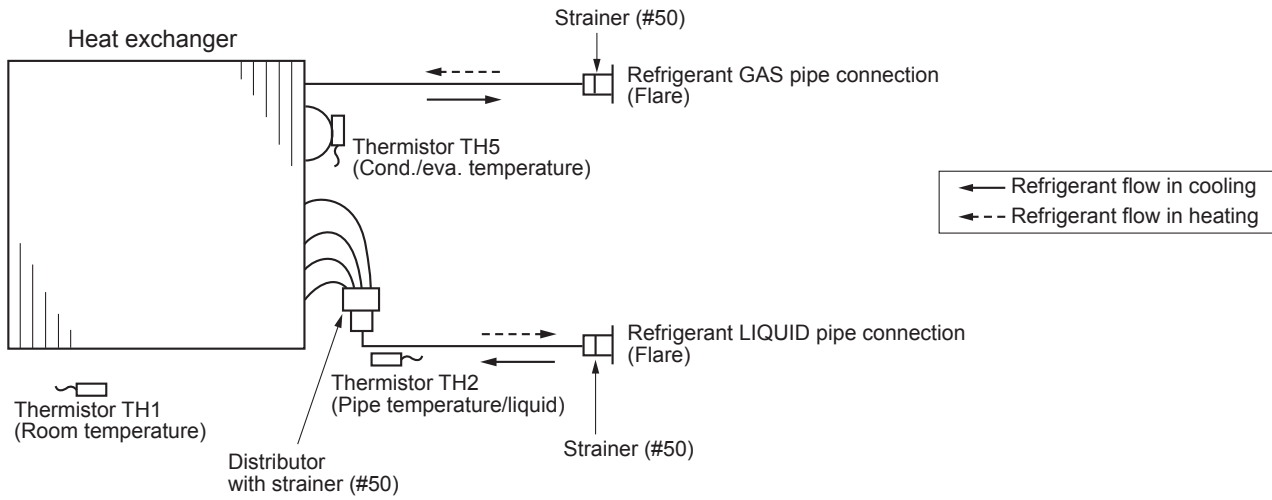 Strainer (#50)
Heat exchanger
Refrigerant GAS pipe connection
(Flare)
Thermistor TH5
(Cond./eva. temperature)
Refrigerant flow in cooling
Refrigerant flow in heating
Refrigerant LIQUID pipe connection
(Flare)
Thermistor TH2
(Pipe temperature/liquid)
Thermistor TH1
(Room temperature)
Strainer (#50)
Distributor
with strainer (#50)